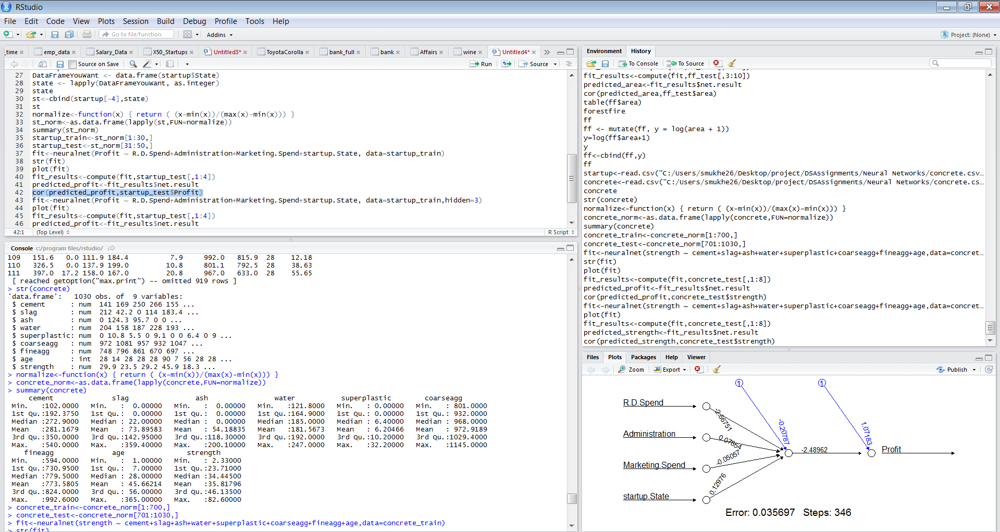 RStudio
File Edit Code View Plots Session Build Debug Profile Tools Help
Go to file/function Addins Project: (None)
_time emp_data Salary_Data X50_Startups Untitled3* ToyotaCorolla bank_full bank Affairs wine Untitled4*
Source on Save Run Source
27 DataFrameYouWant <- data.frame(startup$State)
28 state <- lapply(DataFrameYouWant, as.integer)
29 state
30 st<-cbind(startup[-4],state)
31 st
32 normalize<-function(x) { return ( (x-min(x))/(max(x)-min(x))) }
33 st_norm<-as.data.frame(lapply(st,FUN=normalize))
34 summary(st_norm)
35 startup_train<-st_norm[1:30,]
36 startup_test<-st_norm[31:50,]
37 fit<-neuralnet(Profit ~ R.D.Spend+Administration+Marketing.Spend+startup.State, data=startup_train)
38 str(fit)
39 plot(fit)
40 fit_results<-compute(fit,startup_test[,1:4])
41 predicted_profit<-fit_results$net.result
42 cor(predicted_profit,startup_test$Profit)
43 fit<-neuralnet(Profit ~ R.D.Spend+Administration+Marketing.Spend+startup.State, data=startup_train,hidden=3)
44 plot(fit)
45 fit_results<-compute(fit,startup_test[,1:4])
46 predicted_profit<-fit_results$net.result
42:1 (Top Level) R Script
Console c:/program files/rstudio/
109 151.6 0.0 111.9 184.4 7.9 992.0 815.9 28 12.18
110 326.5 0.0 137.9 199.0 10.8 801.1 792.5 28 38.63
111 397.0 17.2 158.0 167.0 20.8 967.0 633.0 28 55.65
[ reached getOption("max.print") -- omitted 919 rows ]
> str(concrete)
'data.frame': 1030 obs. of 9 variables:
$ cement : num 141 169 250 266 155 ...
$ slag : num 212 42.2 0 114 183.4 ...
$ ash : num 0 124.3 95.7 0 0 ...
$ water : num 204 158 187 228 193 ...
$ superplastic: num 0 10.8 5.5 0 9.1 0 0 6.4 0 9 ...
$ coarseagg : num 972 1081 957 932 1047 ...
$ fineagg : num 748 796 861 670 697 ...
$ age : int 28 14 28 28 28 90 7 56 28 28 ...
$ strength : num 29.9 23.5 29.2 45.9 18.3 ...
> normalize<-function(x) { return ( (x-min(x))/(max(x)-min(x))) }
> concrete_norm<-as.data.frame(lapply(concrete,FUN=normalize))
> summary(concrete)
cement slag ash water superplastic coarseagg
Min. :102.0000 Min. : 0.00000 Min. : 0.00000 Min. :121.8000 Min. : 0.00000 Min. : 801.0000
1st Qu.:192.3750 1st Qu.: 0.00000 1st Qu.: 0.00000 1st Qu.:164.9000 1st Qu.: 0.00000 1st Qu.: 932.0000
Median :272.9000 Median : 22.00000 Median : 0.00000 Median :185.0000 Median : 6.40000 Median : 968.0000
Mean :281.1679 Mean : 73.89583 Mean : 54.18835 Mean :181.5673 Mean : 6.20466 Mean : 972.9189
3rd Qu.:350.0000 3rd Qu.:142.95000 3rd Qu.:118.30000 3rd Qu.:192.0000 3rd Qu.:10.20000 3rd Qu.:1029.4000
Max. :540.0000 Max. :359.40000 Max. :200.10000 Max. :247.0000 Max. :32.20000 Max. :1145.0000
fineagg age strength
Min. :594.0000 Min. : 1.00000 Min. : 2.33000
1st Qu.:730.9500 1st Qu.: 7.00000 1st Qu.:23.71000
Median :779.5000 Median : 28.00000 Median :34.44500
Mean :773.5805 Mean : 45.66214 Mean :35.81796
3rd Qu.:824.0000 3rd Qu.: 56.00000 3rd Qu.:46.13500
Max. :992.6000 Max. :365.00000 Max. :82.60000
> concrete_train<-concrete_norm[1:700,]
> concrete_test<-concrete_norm[701:1030,]
> fit<-neuralnet(strength ~ cement+slag+ash+water+superplastic+coarseagg+fineagg+age,data=concrete_train)
> str(fit)
Environment History
To Console To Source
fit_results<-compute(fit,ff_test[,3:10])
predicted_area<-fit_results$net.result
cor(predicted_area,ff_test$area)
table(ff$area)
forestfire
ff
ff <- mutate(ff, y = log(area + 1))
y=log(ff$area+1)
y
ff<-cbind(ff,y)
ff
startup<-read.csv("C:/Users/smukhe26/Desktop/project/DSAssignments/Neural Networks/concrete.csv...
concrete<-read.csv("C:/Users/smukhe26/Desktop/project/DSAssignments/Neural Networks/concrete.cs...
concrete
str(concrete)
normalize<-function(x) { return ( (x-min(x))/(max(x)-min(x))) }
concrete_norm<-as.data.frame(lapply(concrete,FUN=normalize))
summary(concrete)
concrete_train<-concrete_norm[1:700,]
concrete_test<-concrete_norm[701:1030,]
fit<-neuralnet(strength ~ cement+slag+ash+water+superplastic+coarseagg+fineagg+age,data=concret...
str(fit)
plot(fit)
fit_results<-compute(fit,concrete_test[,1:8])
predicted_profit<-fit_results$net.result
cor(predicted_profit,concrete_test$strength)
fit<-neuralnet(strength ~ cement+slag+ash+water+superplastic+coarseagg+fineagg+age,data=concret...
plot(fit)
fit_results<-compute(fit,concrete_test[,1:8])
predicted_strength<-fit_results$net.result
cor(predicted_strength,concrete_test$strength)
Files Plots Packages Help Viewer
Zoom Export Publish
1 1
R.D.Spend
-2.66751
-0.20787
1.07183
Administration
0.07854
-2.48962
Profit
Marketing.Spend
-0.05057
0.12976
startup.State
Error: 0.035697 Steps: 346